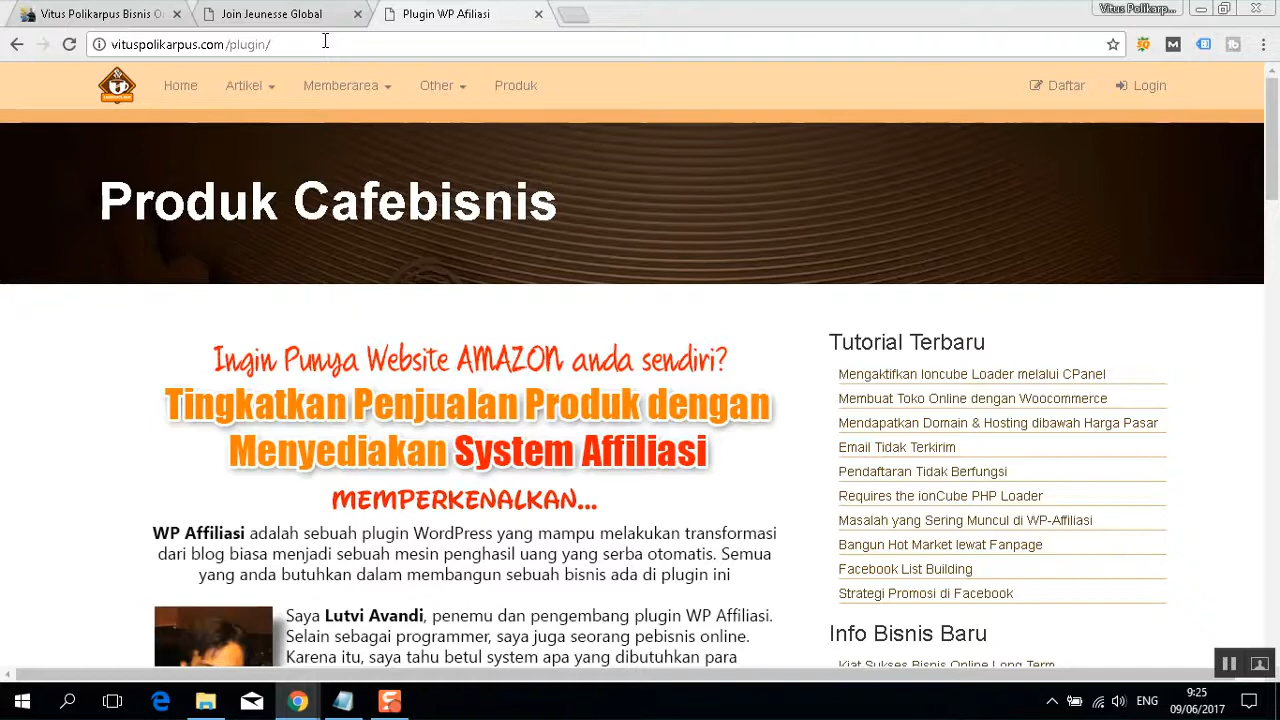 Vitus Polikarpus Bisnis O
Join Jeunesse Global
Plugin WP Afiliasi
Vitus Polikarp...
vituspolikarpus.com/plugin/
Home
Artikel
Memberarea
Other
Produk
Daftar
Login
Produk Cafebisnis
Ingin Punya Website AMAZON anda sendiri?
Tingkatkan Penjualan Produk dengan
Menyediakan System Affiliasi
MEMPERKENALKAN...
WP Affiliasi adalah sebuah plugin WordPress yang mampu melakukan transformasi
dari blog biasa menjadi sebuah mesin penghasil uang yang serba otomatis. Semua
yang anda butuhkan dalam membangun sebuah bisnis ada di plugin ini
Saya Lutvi Avandi, penemu dan pengembang plugin WP Affiliasi.
Selain sebagai programmer, saya juga seorang pebisnis online.
Karena itu, saya tahu betul system apa yang dibutuhkan para
Tutorial Terbaru
Mengaktifkan Ioncube Loader melalui CPanel
Membuat Toko Online dengan Woocommerce
Mendapatkan Domain & Hosting dibawah Harga Pasar
Email Tidak Terkirim
Pendaftaran Tidak Berfungsi
Requires the ionCube PHP Loader
Masalah yang Sering Muncul di WP-Affiliasi
Bangun Hot Market lewat Fanpage
Facebook List Building
Strategi Promosi di Facebook
Info Bisnis Baru
Kiat Sukses Bisnis Online Long Term
ENG
9:25
09/06/2017